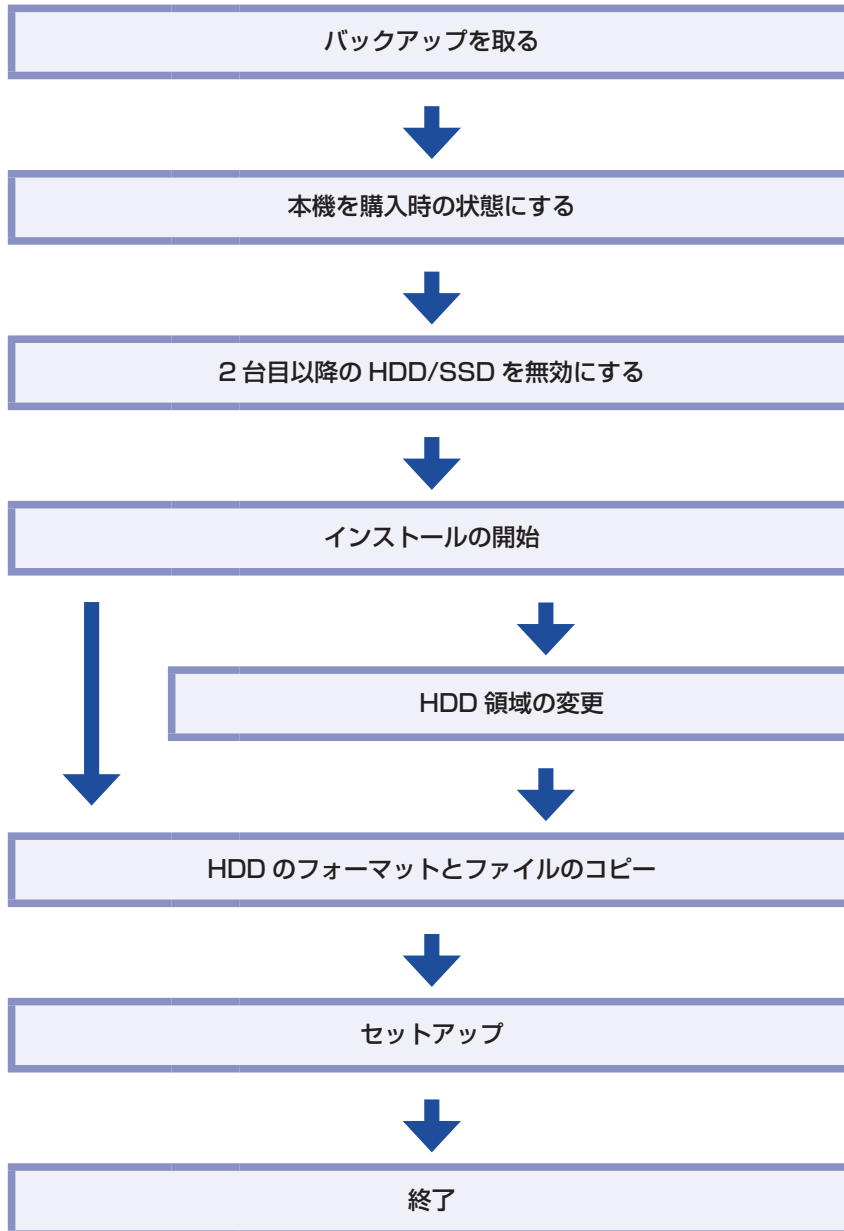 バックアップを取る
本機を購入時の状態にする
2 台目以降の HDD/SSD を無効にする
インストールの開始
HDD 領域の変更
HDD のフォーマットとファイルのコピー
セットアップ
終了